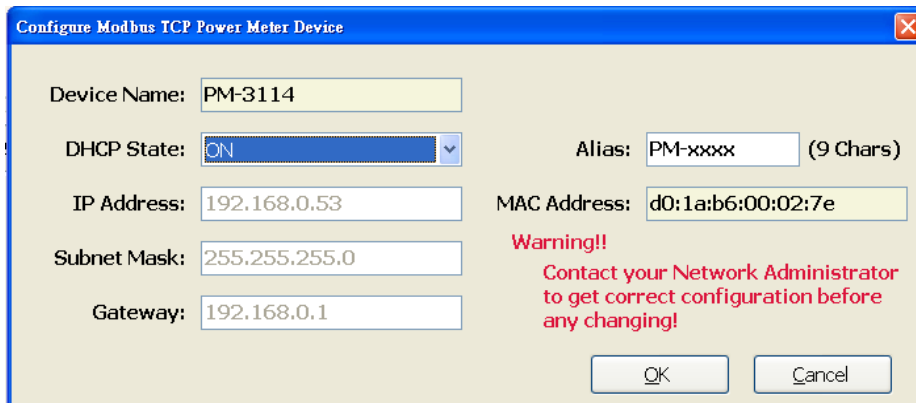 Configure Modbus TCP Power Meter Device
Device Name: PM-3114
DHCP State: ON Alias: PM-xxxx (9 Chars)
IP Address: 192.168.0.53 MAC Address: d0:1a:b6:00:02:7e
Subnet Mask: 255.255.255.0
Gateway: 192.168.0.1
Warning!!
Contact your Network Administrator
to get correct configuration before
any changing!
OK Cancel